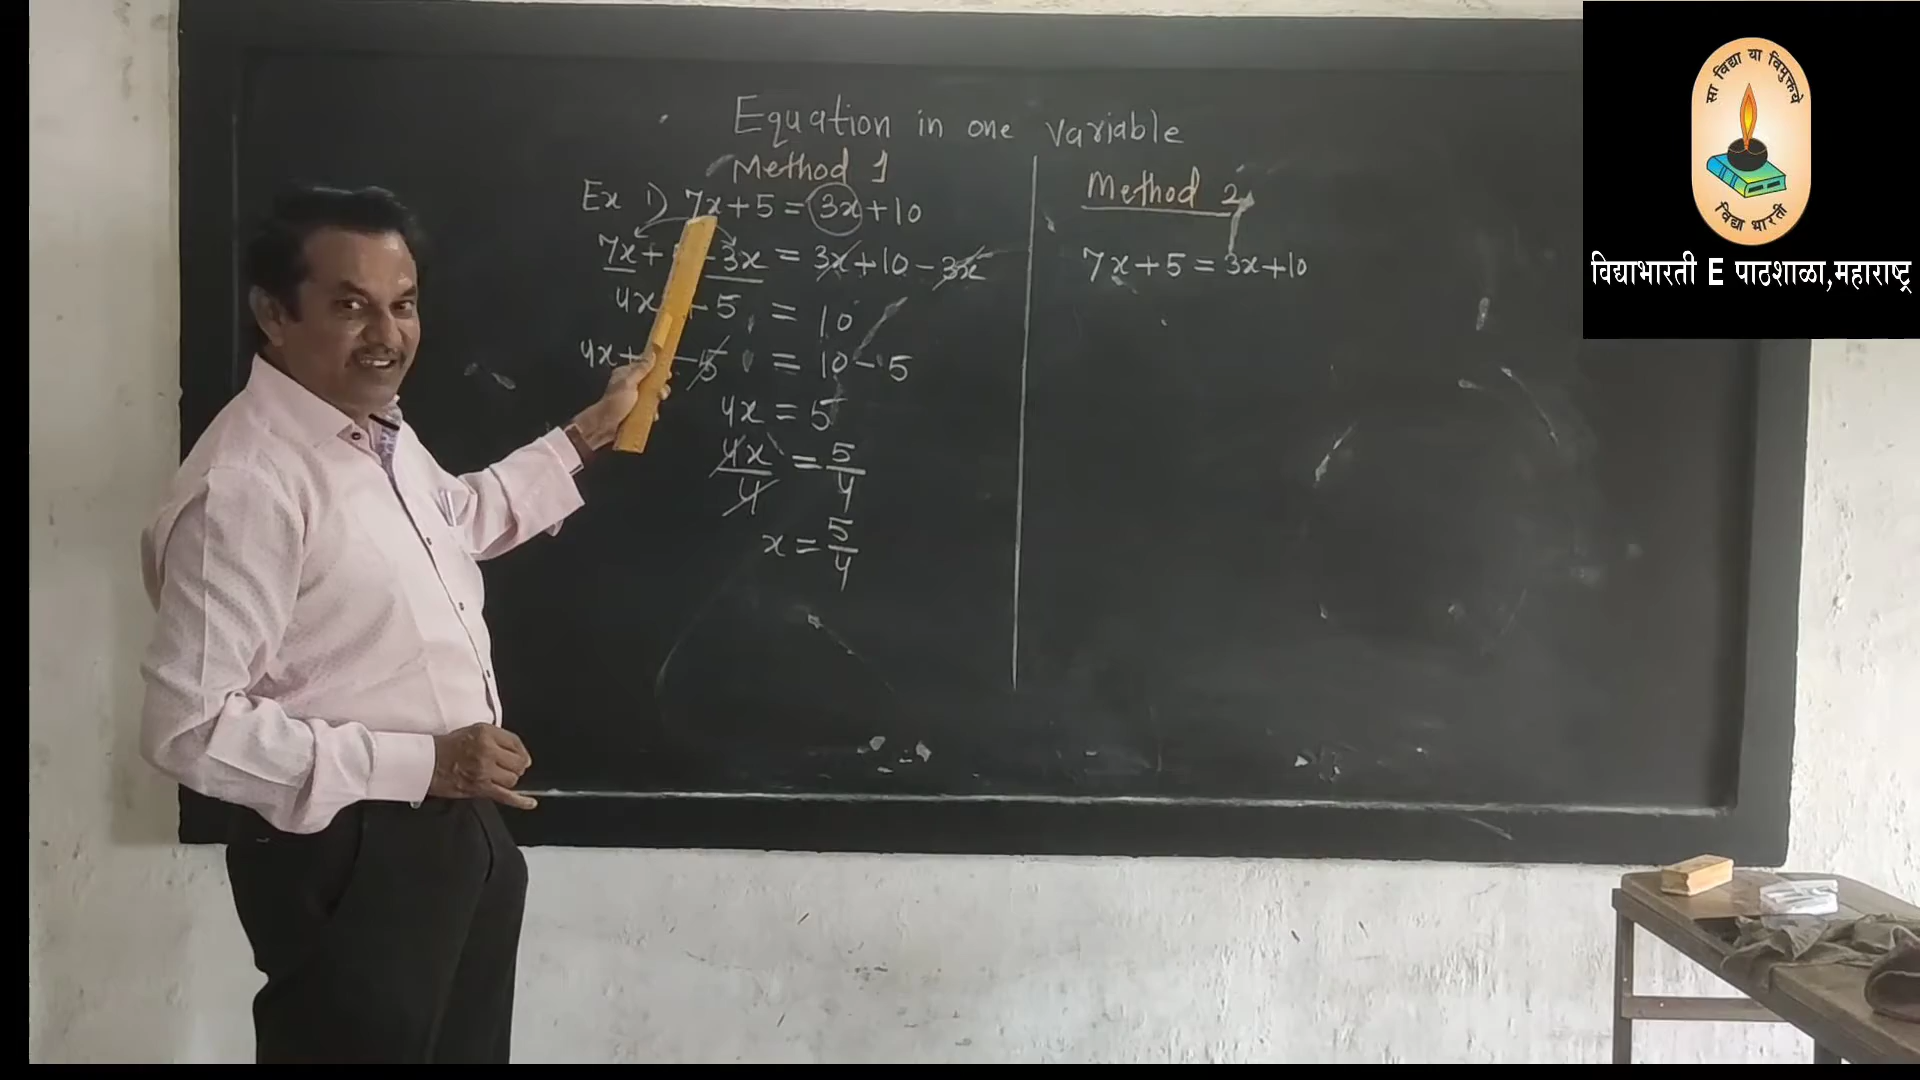 Equation in one variable
Method 1
Ex 1) 7x+5 = 3x+10
7x+ -3x = 3x+10-3x
4x +5 = 10
4x+ -5 = 10-5
4x = 5
4x/4 = 5/4
x = 5/4
Method 2
7x+5 = 3x+10
सा विद्या या विमुक्तये
विद्या भारती
विद्याभारती E पाठशाळा,महाराष्ट्र